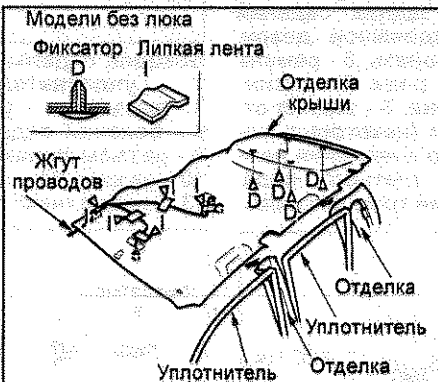 Модели без люка
Фиксатор Липкая лента
D I
Отделка
крыши
Жгут
проводов
I I I
I I
D D D D
Отделка
Уплотнитель
Уплотнитель Отделка